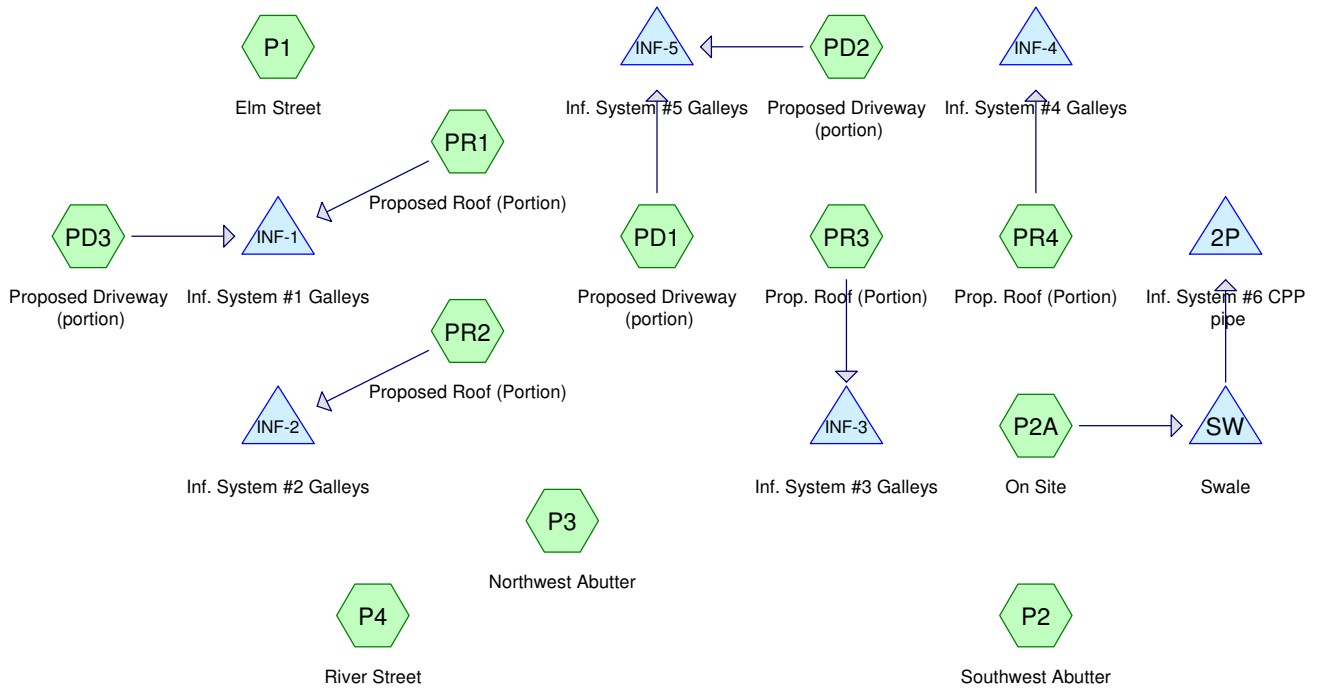 P1
Elm Street
INF-5
Inf. System #5 Galleys
PD2
Proposed Driveway
(portion)
INF-4
Inf. System #4 Galleys
PR1
Proposed Roof (Portion)
PD3
Proposed Driveway
(portion)
INF-1
Inf. System #1 Galleys
PD1
Proposed Driveway
(portion)
PR3
Prop. Roof (Portion)
PR4
Prop. Roof (Portion)
2P
Inf. System #6 CPP
pipe
PR2
Proposed Roof (Portion)
INF-2
Inf. System #2 Galleys
INF-3
Inf. System #3 Galleys
P2A
On Site
SW
Swale
P3
Northwest Abutter
P4
River Street
P2
Southwest Abutter